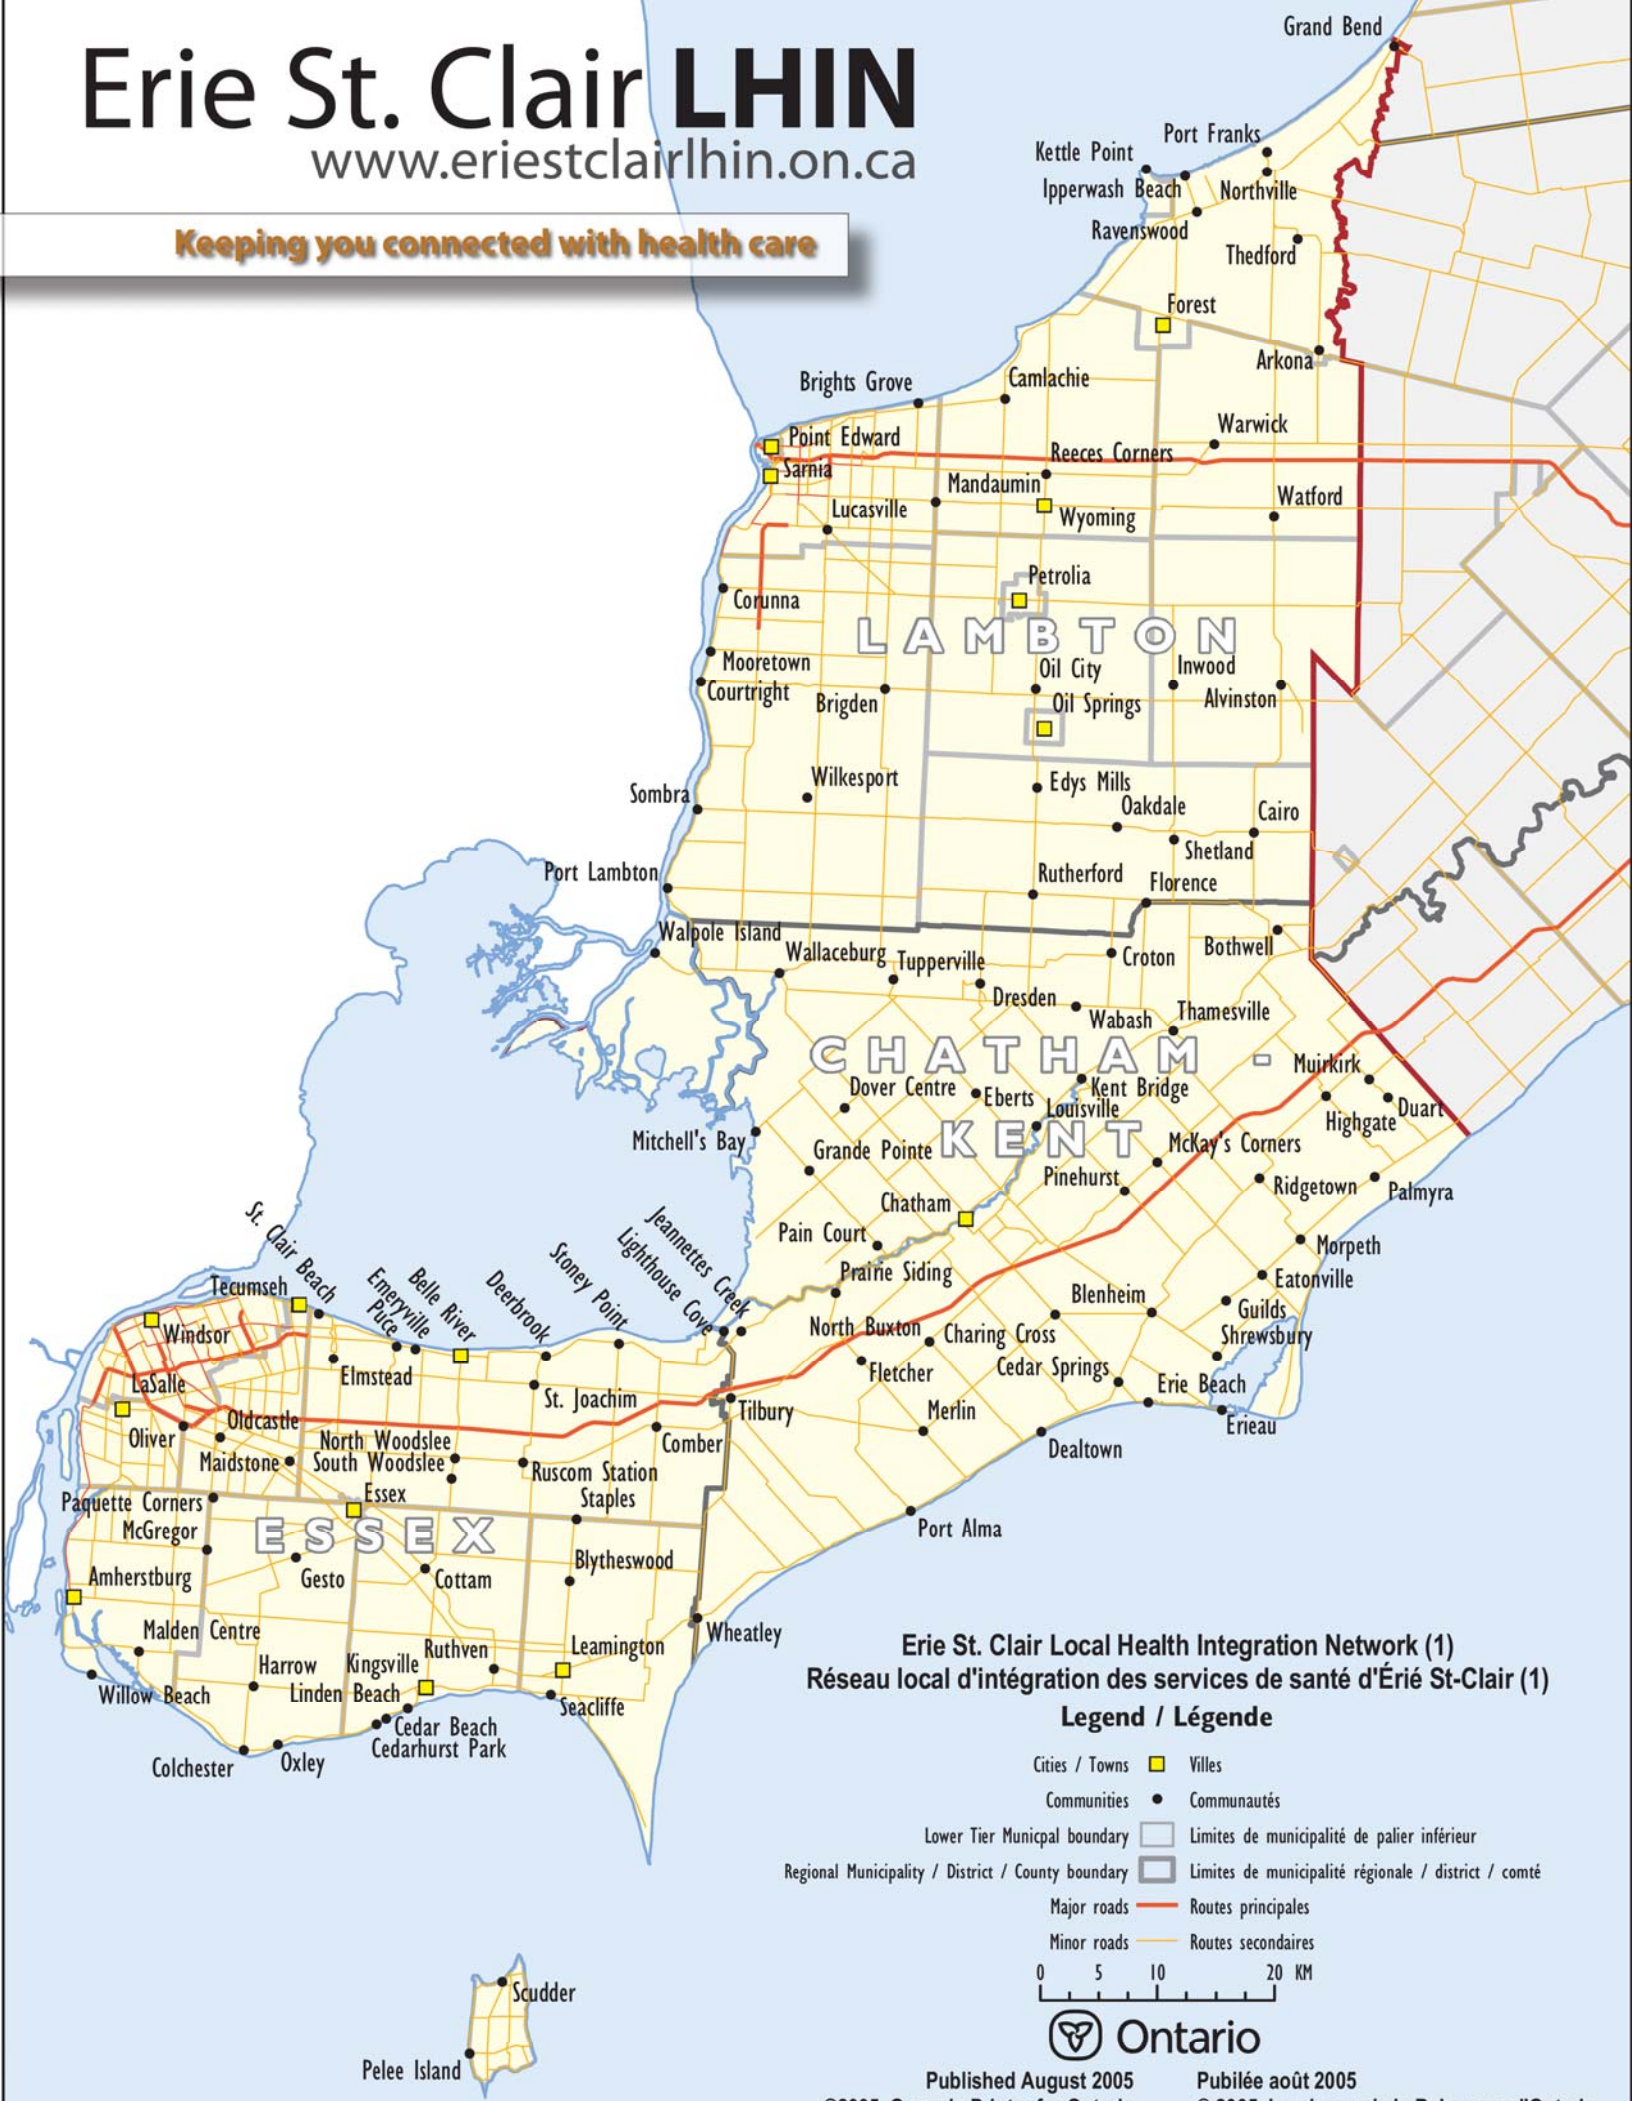 Erie St. Clair LHIN
www.eriestclairlhin.on.ca
Keeping you connected with health care
Grand Bend
Port Franks
Kettle Point
Ipperwash Beach
Northville
Ravenswood
Thedford
Forest
Arkona
Camlachie
Brights Grove
Warwick
Point Edward
Reeces Corners
Sarnia
Mandaumin
Watford
Lucasville
Wyoming
Petrolia
Corunna
LAMBTON
Mooretown
Oil City
Inwood
Courtright
Brigden
Oil Springs
Alvinston
Wilkesport
Edys Mills
Sombra
Oakdale
Cairo
Shetland
Port Lambton
Rutherford
Florence
Walpole Island
Wallaceburg
Tupperville
Croton
Bothwell
Dresden
Wabash
Thamesville
CHATHAM -
Muirkirk
Dover Centre
Eberts
Kent Bridge
Louisville
Duart
Highgate
Mitchell's Bay
KENT
McKay's Corners
Grande Pointe
Pinehurst
Ridgetown
Palmyra
Chatham
Pain Court
Morpeth
Prairie Siding
Eatonville
St. Clair Beach
Jeannettes Creek
Lighthouse Cove
Stoney Point
Deerbrook
Belle River
Emeryville
Puce
Tecumseh
Blenheim
Guilds
Windsor
North Buxton
Charing Cross
Shrewsbury
Elmstead
Fletcher
Cedar Springs
LaSalle
St. Joachim
Erie Beach
Tilbury
Merlin
Oldcastle
Erieau
Oliver
North Woodslee
Comber
Dealtown
Maidstone
South Woodslee
Ruscom Station
Essex
Staples
Paquette Corners
Port Alma
McGregor
ESSEX
Blytheswood
Amherstburg
Gesto
Cottam
Malden Centre
Wheatley
Ruthven
Leamington
Harrow
Kingsville
Willow Beach
Linden Beach
Seacliffe
Cedar Beach
Cedarhurst Park
Colchester
Oxley
Scudder
Pelee Island
Erie St. Clair Local Health Integration Network (1)
Réseau local d'intégration des services de santé d'Érié St-Clair (1)
Legend / Légende
Cities / Towns Villes
Communities Communautés
Lower Tier Municpal boundary Limites de municipalité de palier inférieur
Regional Municipality / District / County boundary Limites de municipalité régionale / district / comté
Major roads Routes principales
Minor roads Routes secondaires
0 5 10 20 KM
Ontario
Published August 2005 Pubilée août 2005